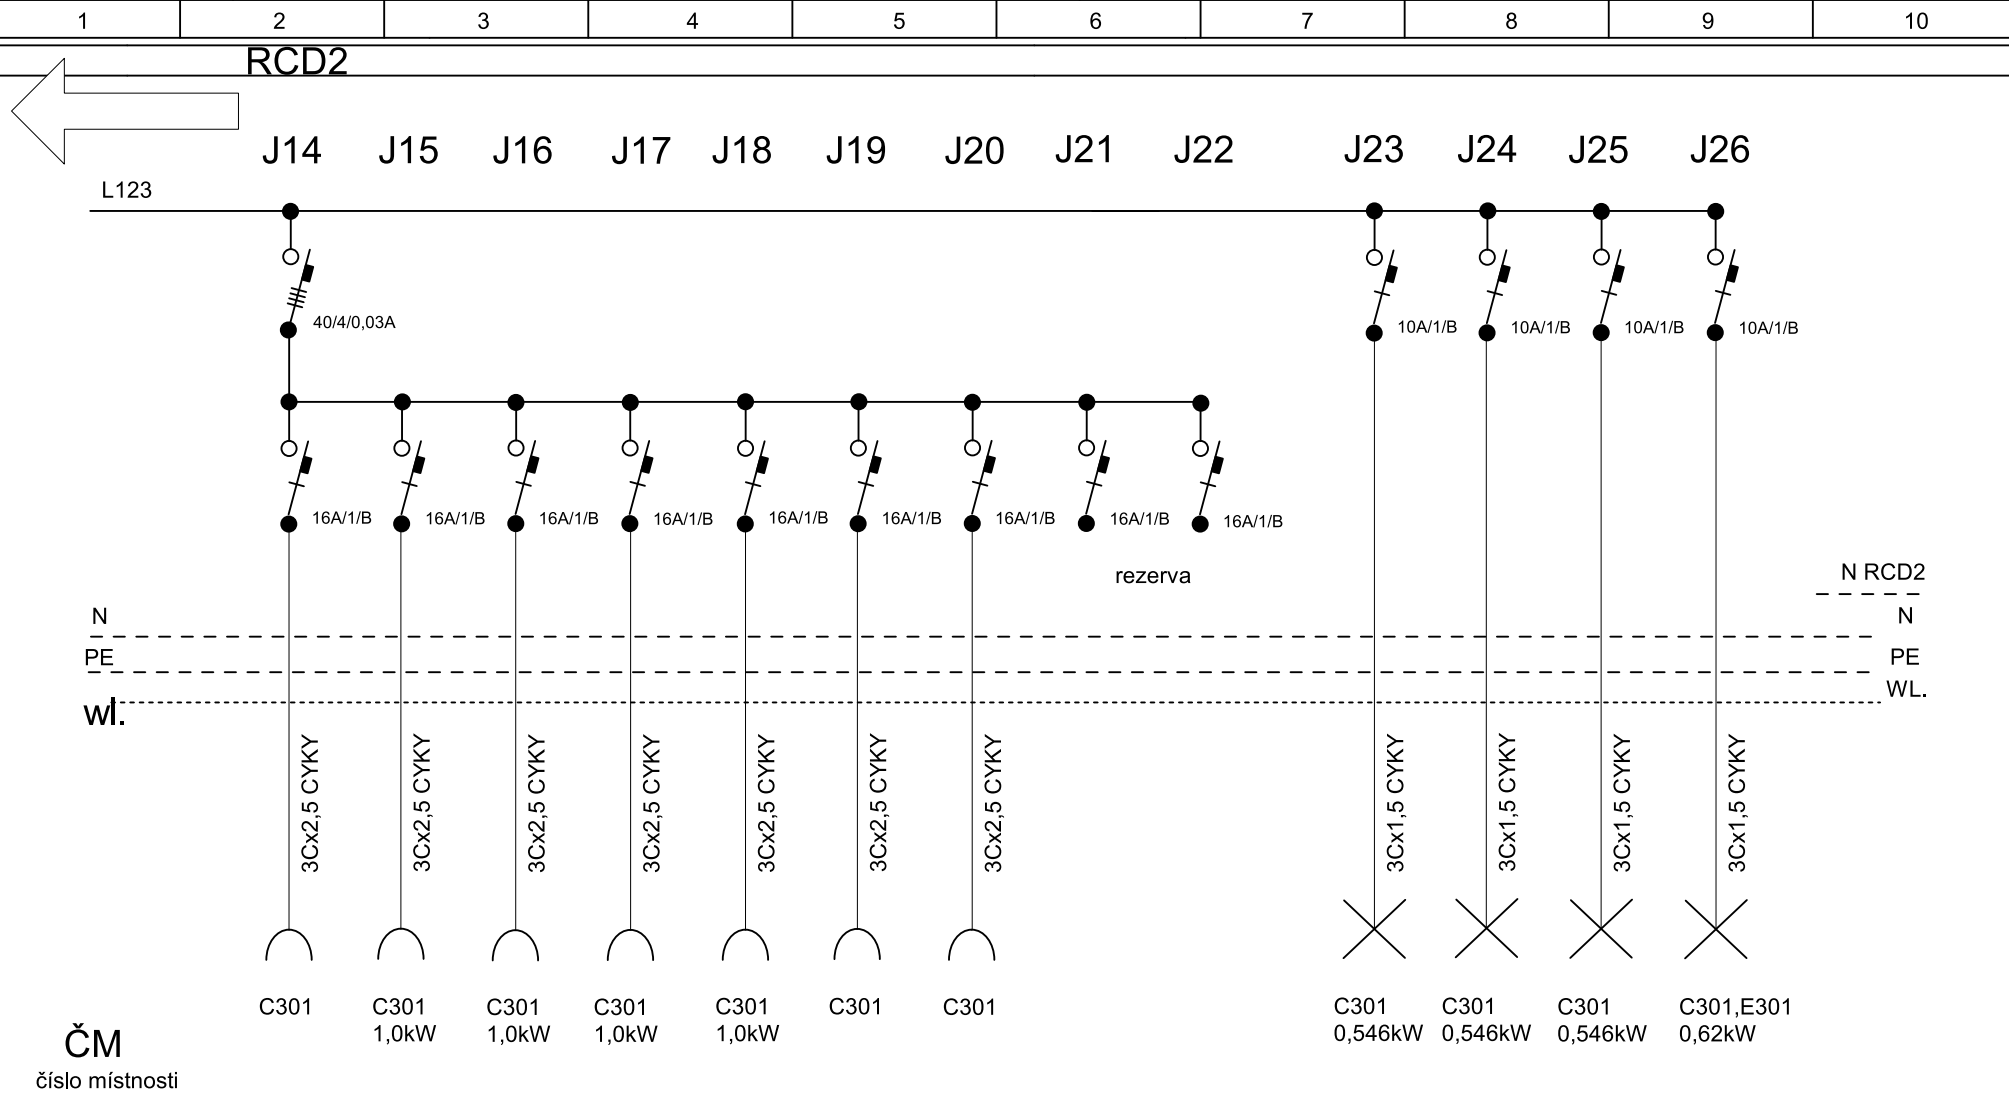 1 2 3 4 5 6 7 8 9 10
RCD2
J14 J15 J16 J17 J18 J19 J20 J21 J22 J23 J24 J25 J26
L123
40/4/0,03A
10A/1/B 10A/1/B 10A/1/B 10A/1/B
16A/1/B 16A/1/B 16A/1/B 16A/1/B 16A/1/B 16A/1/B 16A/1/B 16A/1/B 16A/1/B
rezerva
N RCD2
N N
PE PE
wl. WL.
3Cx2,5 CYKY
3Cx2,5 CYKY
3Cx2,5 CYKY
3Cx2,5 CYKY
3Cx2,5 CYKY
3Cx2,5 CYKY
3Cx2,5 CYKY
3Cx1,5 CYKY
3Cx1,5 CYKY
3Cx1,5 CYKY
3Cx1,5 CYKY
C301 C301 C301 C301 C301 C301 C301 C301 C301 C301 C301,E301
1,0kW 1,0kW 1,0kW 1,0kW 0,546kW 0,546kW 0,546kW 0,62kW
ČM
číslo místnosti